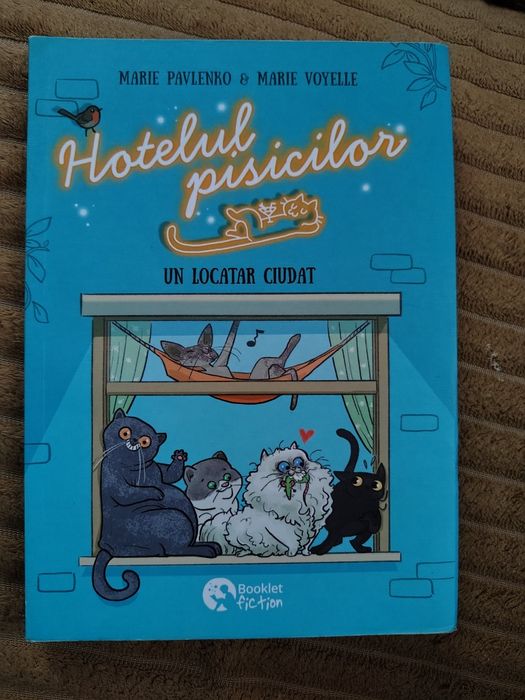 MARIE PAVLENKO & MARIE VOYELLE
Hotelul
pisicilor
UN LOCATAR CIUDAT
Booklet
fiction